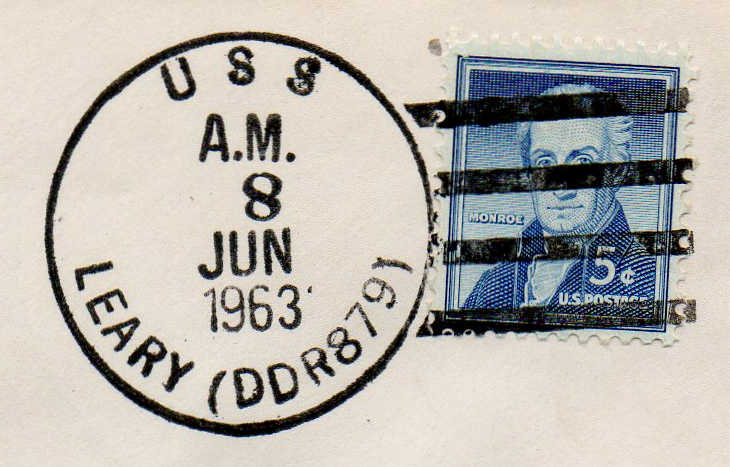 USS
A.M.
8
JUN
1963
LEARY (DDR879)
MONROE
5¢
U.S. POSTAGE